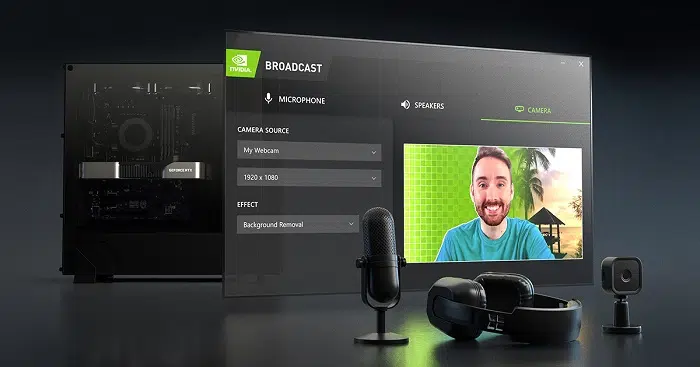 NVIDIA.
BROADCAST
MICROPHONE
SPEAKERS
CAMERA
CAMERA SOURCE
My Webcam
1920 x 1080
EFFECT
Background Removal
GEFORCE RTX